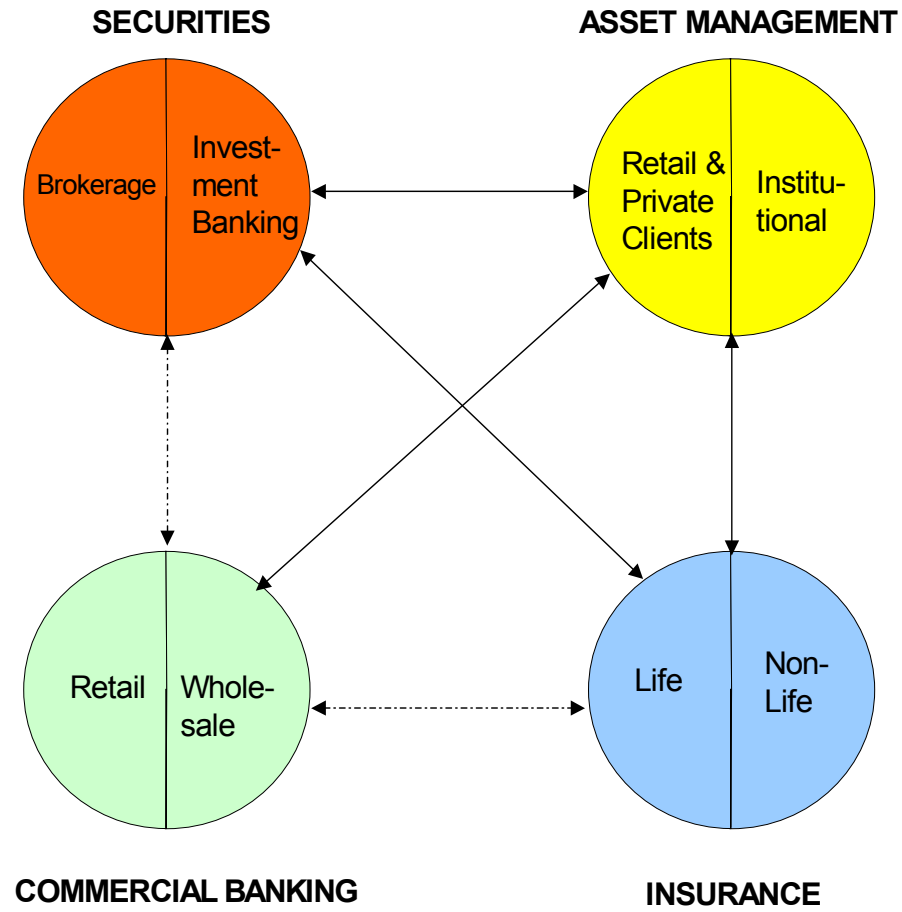 SECURITIES
ASSET MANAGEMENT
Brokerage
Invest-
ment
Banking
Retail &
Private
Clients
Institu-
tional
Retail
Whole-
sale
Life
Non-
Life
COMMERCIAL BANKING
INSURANCE